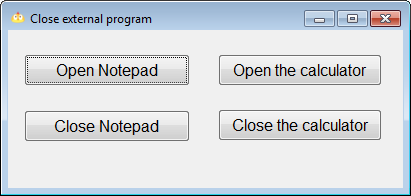 Close external program
Open Notepad
Open the calculator
Close Notepad
Close the calculator